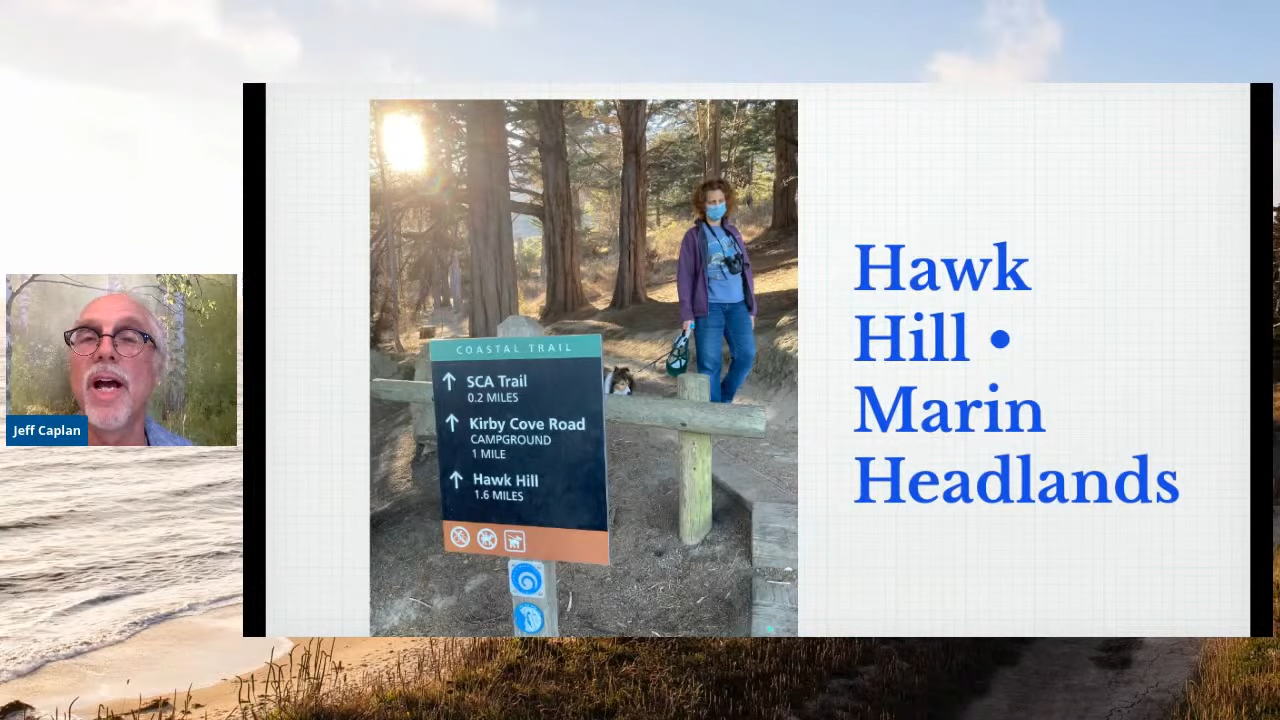 Jeff Caplan
COASTAL TRAIL
SCA Trail
0.2 MILES
Kirby Cove Road
CAMPGROUND
1 MILE
Hawk Hill
1.6 MILES
Hawk
Hill •
Marin
Headlands